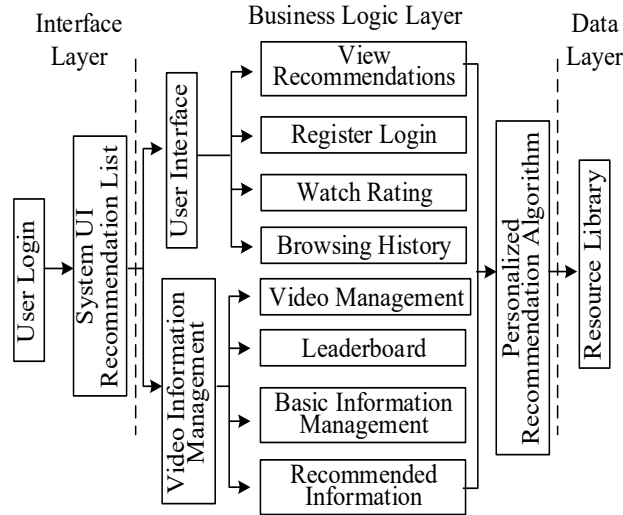 Interface
Layer
Business Logic Layer
Data
Layer
User Login
System UI
Recommendation List
User Interface
Video Information
Management
View
Recommendations
Register Login
Watch Rating
Browsing History
Video Management
Leaderboard
Basic Information
Management
Recommended
Information
Personalized
Recommendation Algorithm
Resource Library